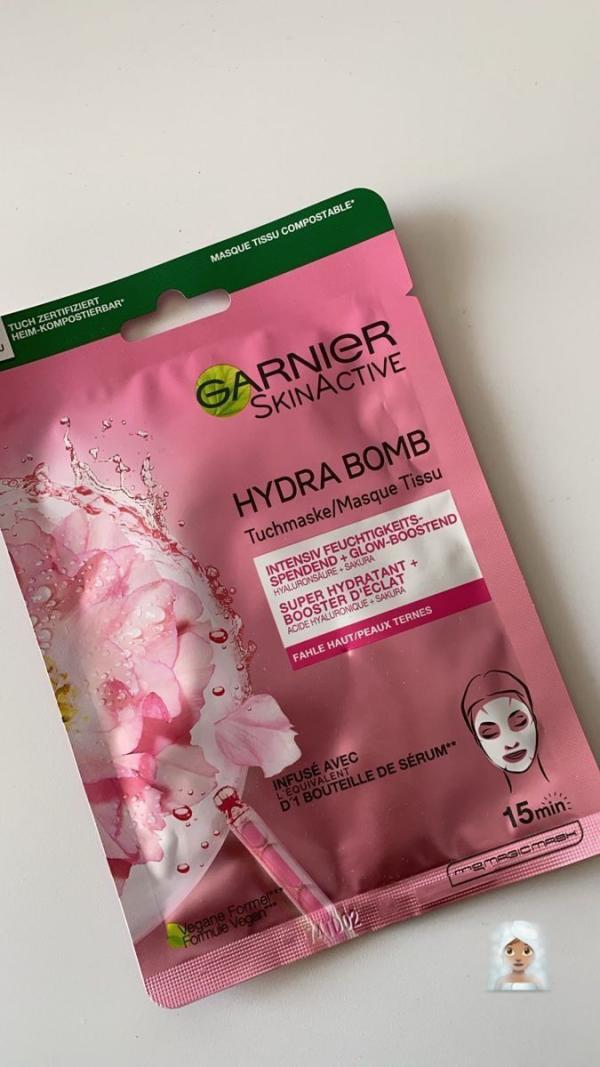 MASQUE TISSU COMPOSTABLE*
TUCH ZERTIFIZIERT
HEIM-KOMPOSTIERBAR*
GARNIER
SKINACTIVE
HYDRA BOMB
Tuchmaske/Masque Tissu
INTENSIV FEUCHTIGKEITS-
SPENDEND + GLOW-BOOSTEND
HYALURONSÄURE + SAKURA
SUPER HYDRATANT +
BOOSTER D'ÉCLAT
ACIDE HYALURONIQUE + SAKURA
FAHLE HAUT/PEAUX TERNES
INFUSÉ AVEC
L'ÉQUIVALENT
D'1 BOUTEILLE DE SÉRUM**
15min
Vegane Formel***
Formule Vegan***